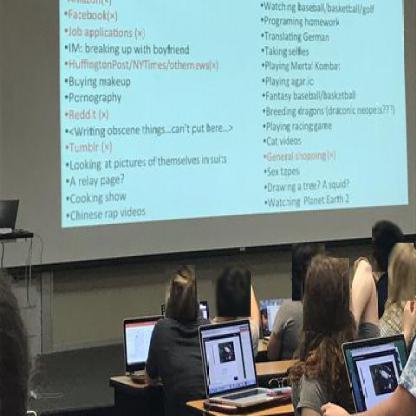 Amazon(×)
•Facebook(×)
•Job applications (×)
•IM: breaking up with boyfriend
•HuffingtonPost/NYTimes/othernews(×)
•Buying makeup
•Pornography
•Reddit (×)
•<Writing obscene things...can't put here...>
•Tumblr (×)
•Looking at pictures of themselves in suits
•A relay page?
•Cooking show
•Chinese rap videos
•Watching baseball/basketball/golf
•Programing homework
•Translating German
•Taking selfies
•Playing Mortal Kombat
•Playing agar.io
•Fantasy baseball/basketball
•Breeding dragons (draconic neopets???)
•Playing racing game
•Cat videos
•General shopping (×)
•Sex tapes
•Drawing a tree? A squid?
•Watching Planet Earth 2